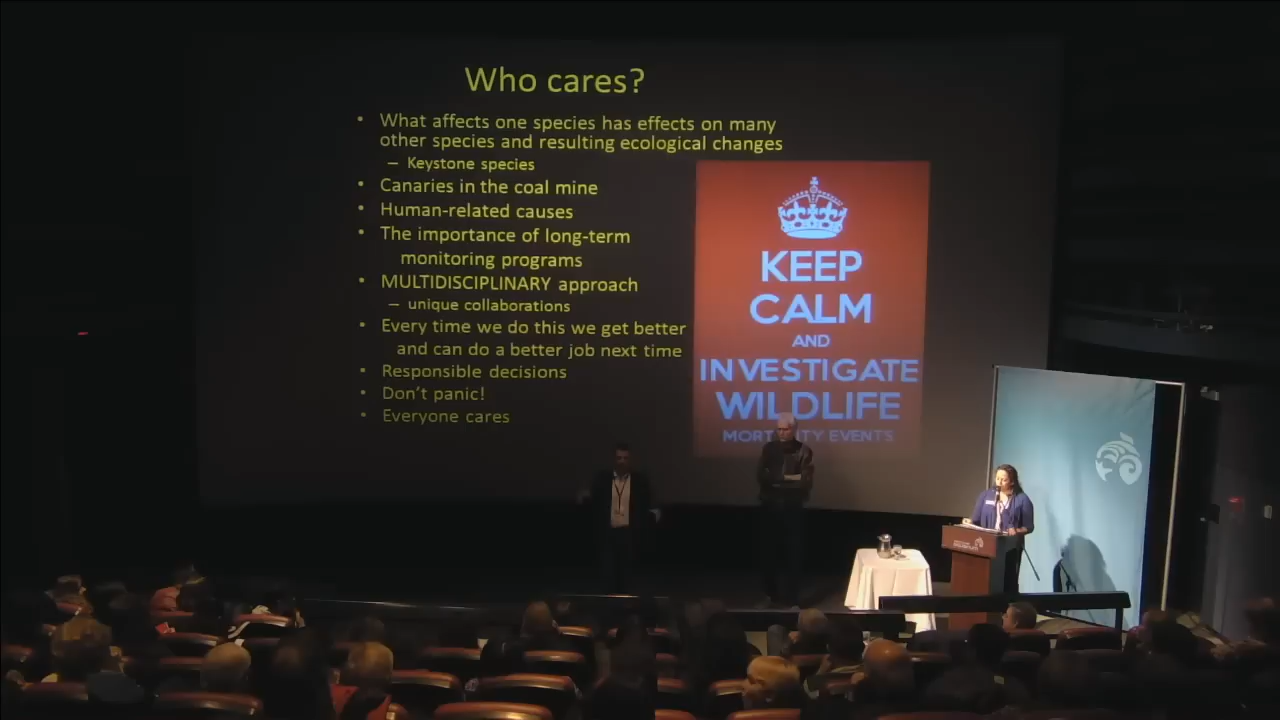 Who cares?
• What affects one species has effects on many
other species and resulting ecological changes
– Keystone species
• Canaries in the coal mine
• Human-related causes
• The importance of long-term
monitoring programs
• MULTIDISCIPLINARY approach
– unique collaborations
• Every time we do this we get better
and can do a better job next time
• Responsible decisions
• Don't panic!
• Everyone cares
KEEP
CALM
AND
INVESTIGATE
WILDLIFE
EVENTS